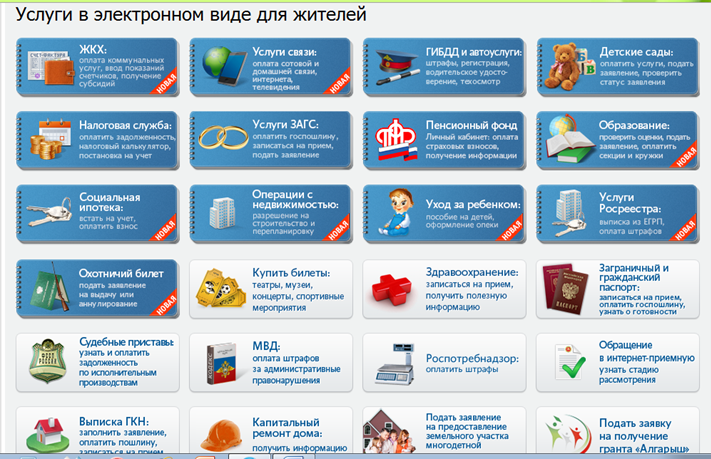 Услуги в электронном виде для жителей
ЖКХ:
оплата коммунальных
услуг, ввод показаний
счетчиков, получение
субсидий
НОВАЯ
Услуги связи:
оплата сотовой и
домашней связи,
интернета,
телевидения
НОВАЯ
ГИБДД и автоуслуги:
штрафы, регистрация,
водительское удосто-
верение, техосмотр
Детские сады:
оплатить услуги, подать
заявление, проверить
статус заявления
Налоговая служба:
оплатить задолженность,
налоговый калькулятор,
постановка на учет
Услуги ЗАГС:
оплатить госпошлину,
записаться на прием,
подать заявление
Пенсионный фонд
Личный кабинет: оплата
страховых взносов,
получение информации
Образование:
проверить оценки, подать
заявление, оплатить
секции и кружки
НОВАЯ
Социальная
ипотека:
встать на учет,
оплатить взнос
НОВАЯ
Операции с
недвижимостью:
разрешение на
строительство и
перепланировку
НОВАЯ
Уход за ребенком:
пособие на детей,
оформление опеки
НОВАЯ
Услуги
Росреестра:
выписка из ЕГРП,
оплата штрафов
НОВАЯ
Охотничий билет
подать заявление
на выдачу или
аннулирование
НОВАЯ
Купить билеты:
театры, музеи,
концерты, спортивные
мероприятия
Здравоохранение:
записаться на прием,
получить полезную
информацию
Заграничный и
гражданский
паспорт:
записаться на прием,
оплатить госпошлину,
узнать о готовности
ПАСПОРТ
Судебные приставы:
узнать и оплатить
задолженность
по исполнительным
производствам
МВД:
оплата штрафов
за административные
правонарушения
Роспотребнадзор:
оплатить штрафы
Обращение
в интернет-приемную
узнать стадию
рассмотрения
Выписка ГКН:
заполнить заявление,
оплатить пошлину,
записаться на прием
Капитальный
ремонт дома:
получить информацию
Подать заявление
на предоставление
земельного участка
многодетной
Подать заявку
на получение
гранта «Алгарыш»